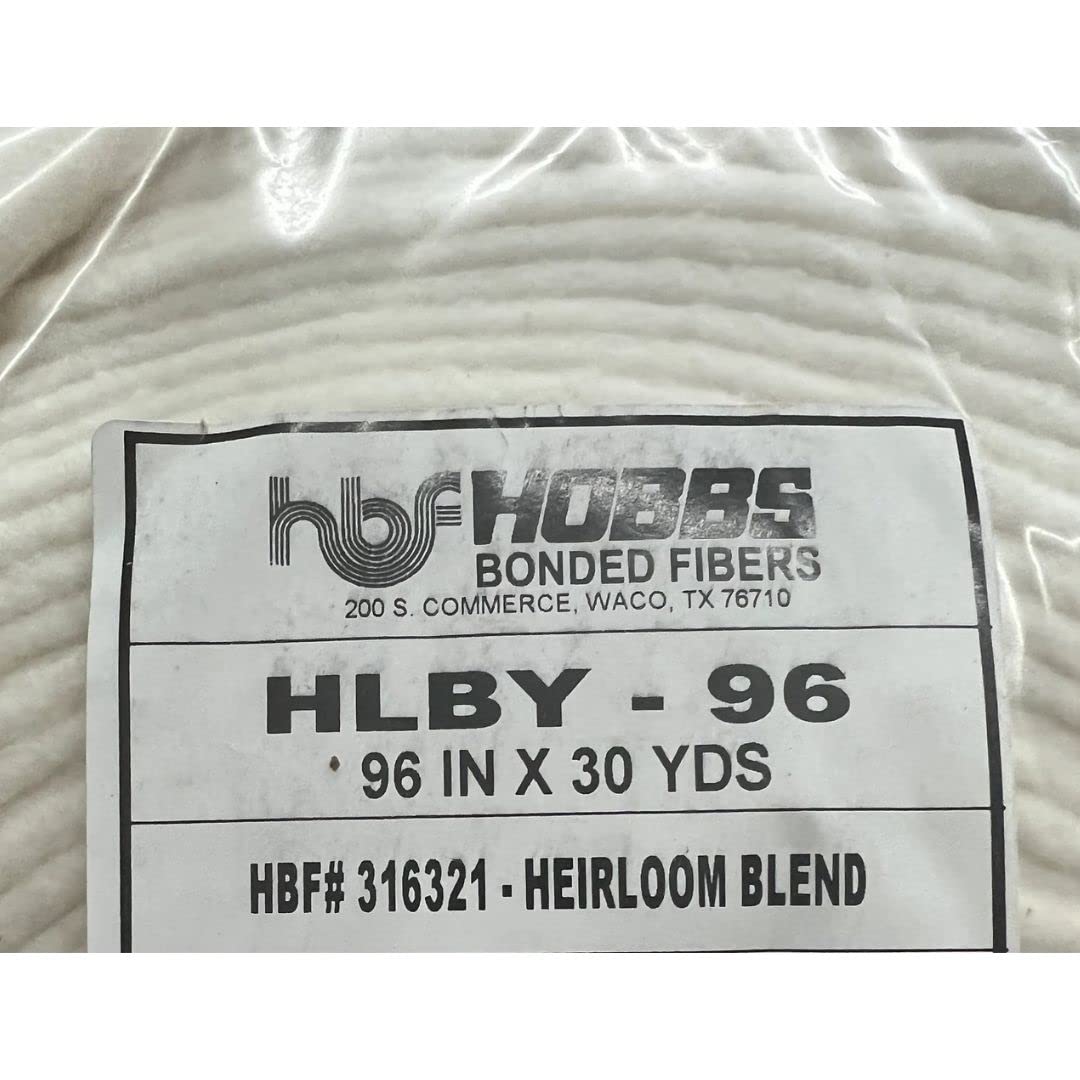 hbf HOBBS
BONDED FIBERS
200 S. COMMERCE, WACO, TX 76710
HLBY - 96
96 IN X 30 YDS
HBF# 316321 - HEIRLOOM BLEND